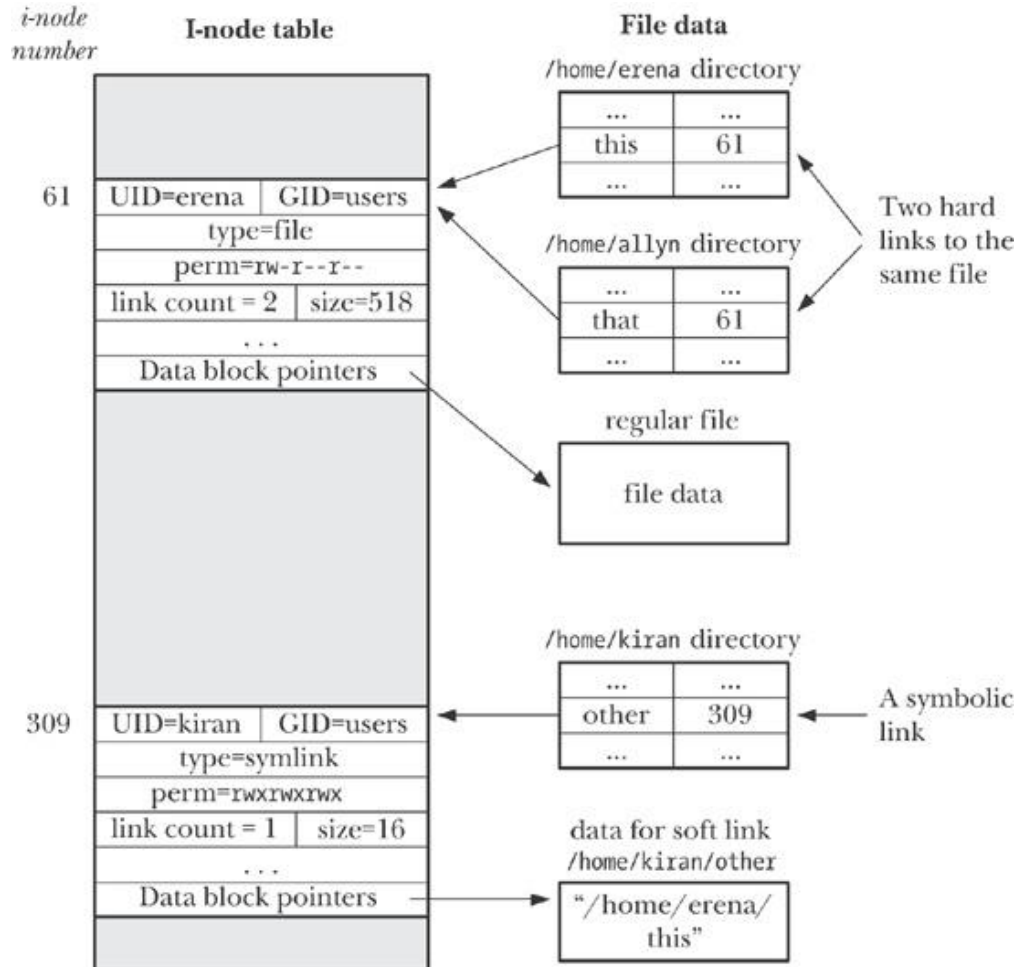 i-node
number
I-node table
File data
/home/erena directory
... ...
this 61
... ...
61
UID=erena GID=users
type=file
perm=rw-r--r--
link count = 2 size=518
. . .
Data block pointers
Two hard
links to the
same file
/home/allyn directory
... ...
that 61
... ...
regular file
file data
/home/kiran directory
... ...
other 309
... ...
A symbolic
link
309
UID=kiran GID=users
type=symlink
perm=rwxrwxrwx
link count = 1 size=16
. . .
Data block pointers
data for soft link
/home/kiran/other
“/home/erena/
this”